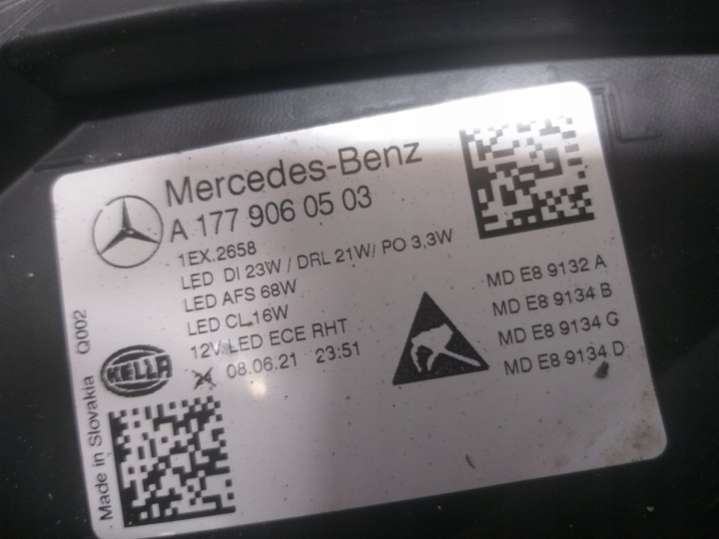 Mercedes-Benz
A 177 906 05 03
1EX.2658
LED DI 23W / DRL 21W/ PO 3,3W
LED AFS 68W
LED CL 16W
12V LED ECE RHT
08.06.21 23:51
HELLA
MD E8 9132 A
MD E8 9134 B
MD E8 9134 G
MD E8 9134 D
Made in Slovakia Q002